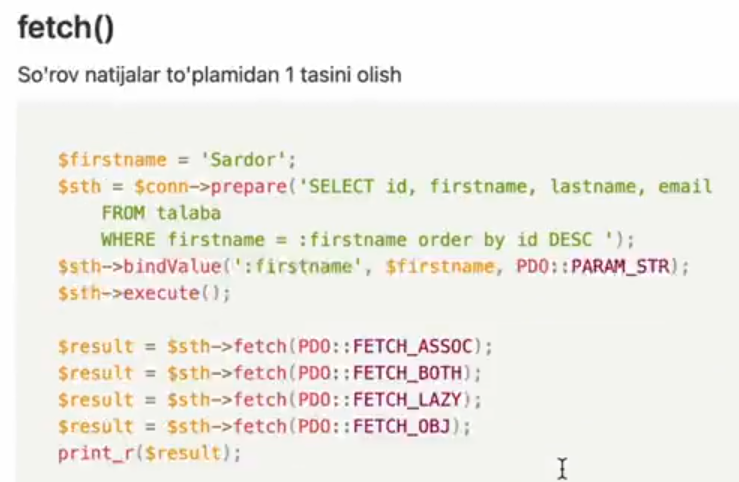 fetch()
So'rov natijalar to'plamidan 1 tasini olish
$firstname = 'Sardor';
$sth = $conn->prepare('SELECT id, firstname, lastname, email
FROM talaba
WHERE firstname = :firstname order by id DESC ');
$sth->bindValue(':firstname', $firstname, PDO::PARAM_STR);
$sth->execute();
$result = $sth->fetch(PDO::FETCH_ASSOC);
$result = $sth->fetch(PDO::FETCH_BOTH);
$result = $sth->fetch(PDO::FETCH_LAZY);
$result = $sth->fetch(PDO::FETCH_OBJ);
print_r($result);